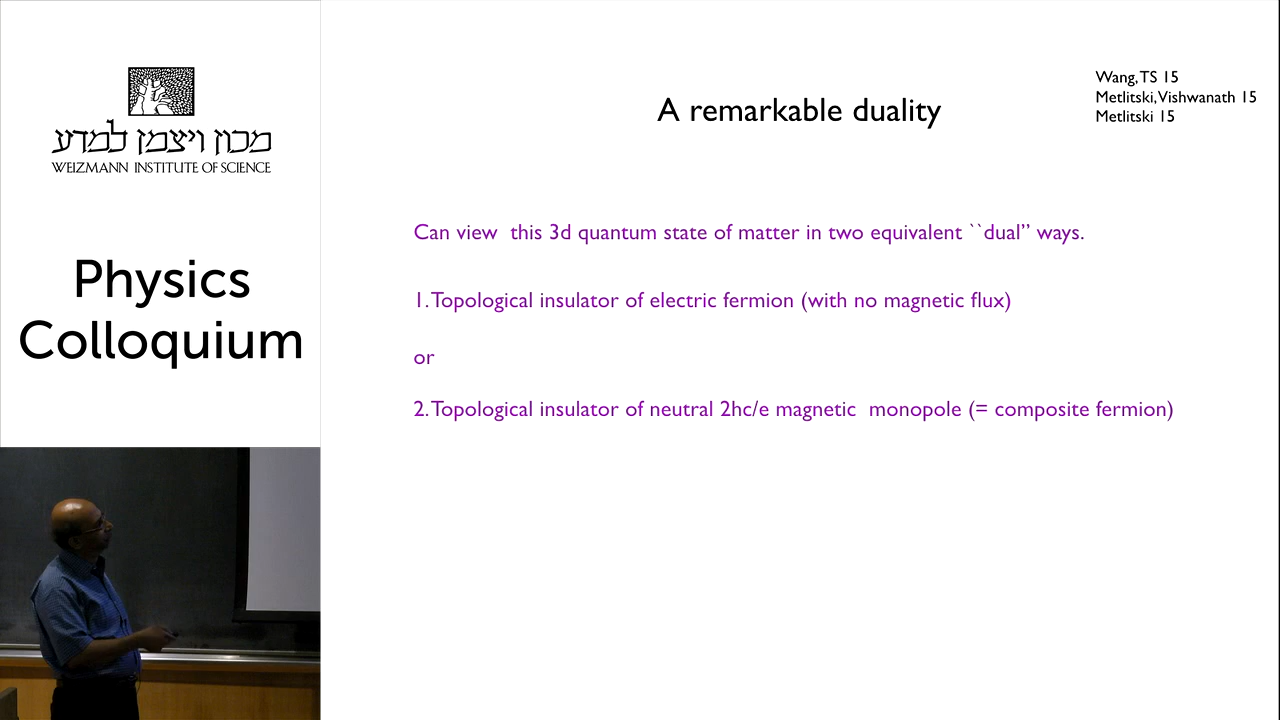 מכון ויצמן למדע
WEIZMANN INSTITUTE OF SCIENCE
Physics
Colloquium
A remarkable duality
Wang, TS 15
Metlitski, Vishwanath 15
Metlitski 15
Can view this 3d quantum state of matter in two equivalent ``dual'' ways.
1. Topological insulator of electric fermion (with no magnetic flux)
or
2. Topological insulator of neutral 2hc/e magnetic monopole (= composite fermion)